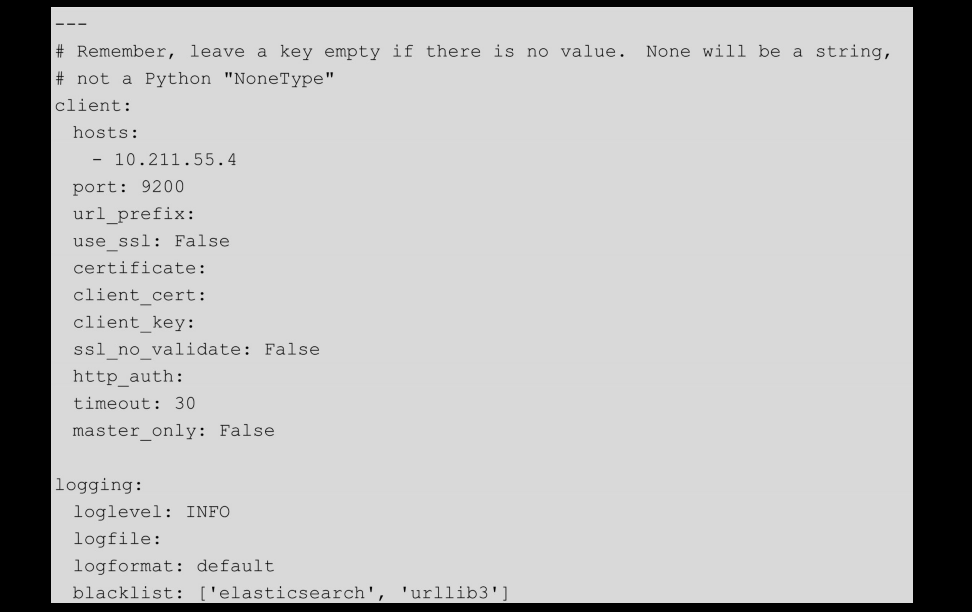 ---
# Remember, leave a key empty if there is no value.  None will be a string,
# not a Python "NoneType"
client:
  hosts:
    - 10.211.55.4
  port: 9200
  url_prefix:
  use_ssl: False
  certificate:
  client_cert:
  client_key:
  ssl_no_validate: False
  http_auth:
  timeout: 30
  master_only: False

logging:
  loglevel: INFO
  logfile:
  logformat: default
  blacklist: ['elasticsearch', 'urllib3']